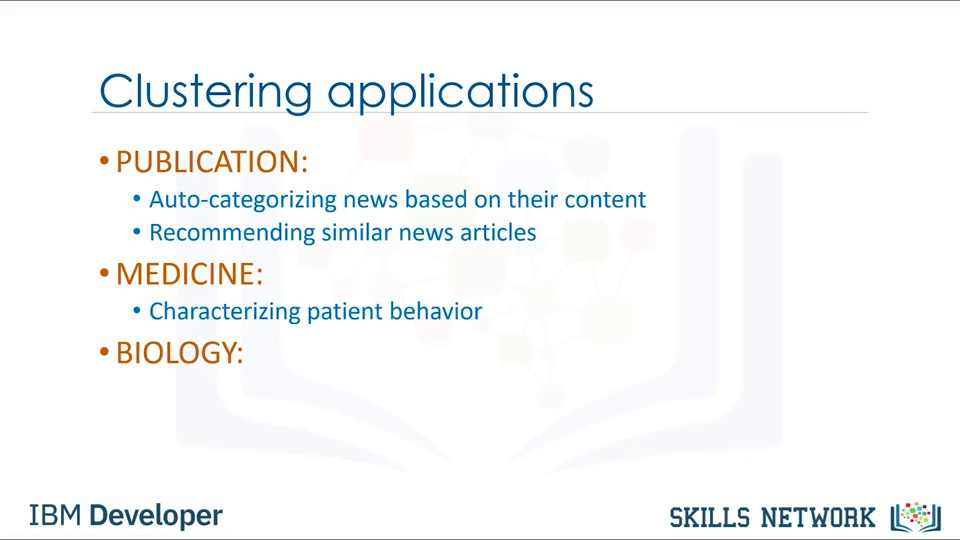 Clustering applications
• PUBLICATION:
• Auto-categorizing news based on their content
• Recommending similar news articles
• MEDICINE:
• Characterizing patient behavior
• BIOLOGY:
IBM Developer
SKILLS NETWORK